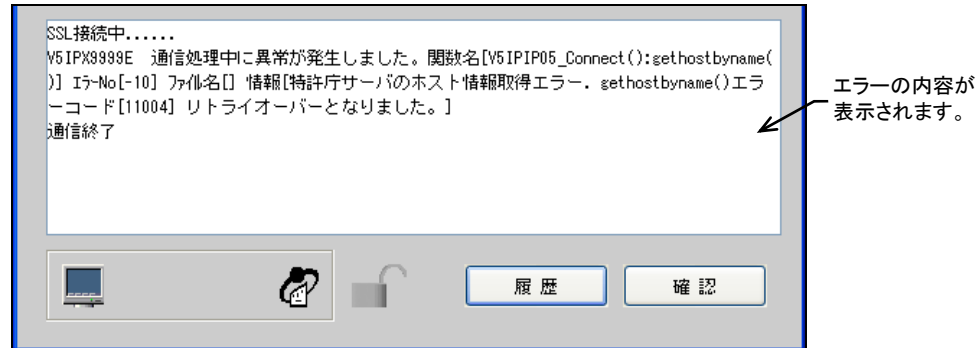 SSL接続中......
V5IPX9999E　通信処理中に異常が発生しました。関数名[V5IPIP05_Connect():gethostbyname(
)] ｴﾗｰNo[-10] ﾌｧｲﾙ名[] 情報[特許庁サーバのホスト情報取得エラー. gethostbyname()エラ
ーコード[11004] リトライオーバーとなりました。]
通信終了
エラーの内容が
表示されます。
履 歴
確 認